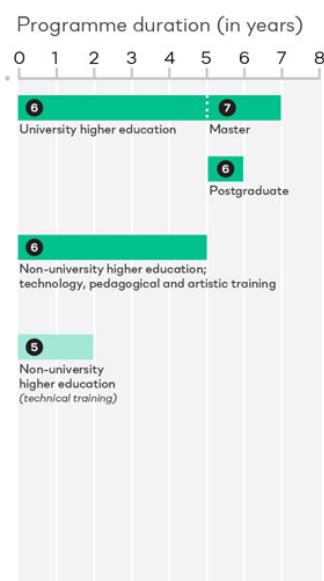 Programme duration (in years)
0 1 2 3 4 5 6 7 8
6 7
University higher education Master
6
Postgraduate
6
Non-university higher education;
technology, pedagogical and artistic training
5
Non-university
higher education
(technical training)